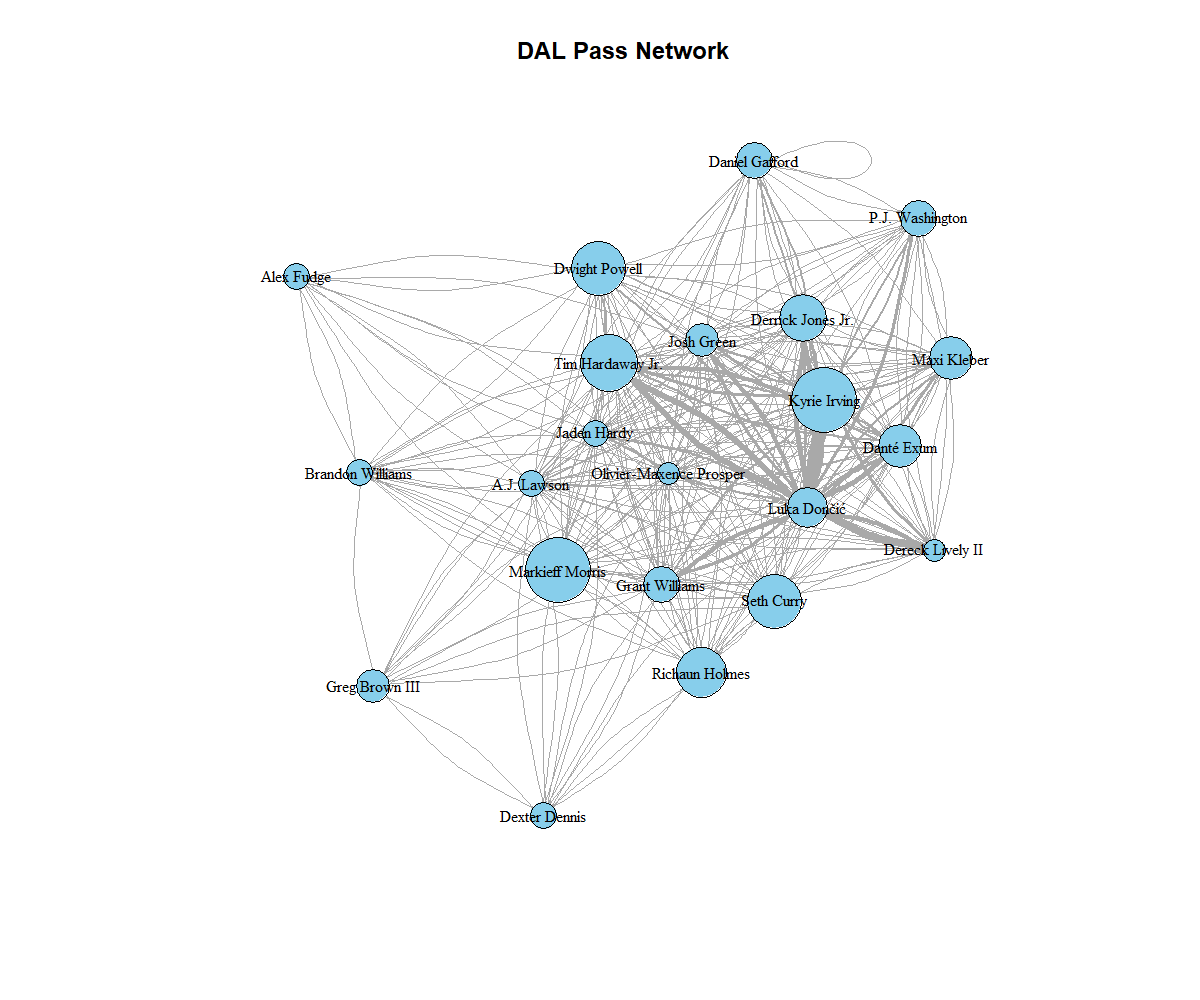 DAL Pass Network
Daniel Gafford
P.J. Washington
Dwight Powell
Alex Fudge
Derrick Jones Jr.
Josh Green
Maxi Kleber
Tim Hardaway Jr.
Kyrie Irving
Jaden Hardy
Danté Exum
Brandon Williams
Olivier-Maxence Prosper
A.J. Lawson
Luka Dončić
Dereck Lively II
Markieff Morris
Grant Williams
Seth Curry
Richaun Holmes
Greg Brown III
Dexter Dennis